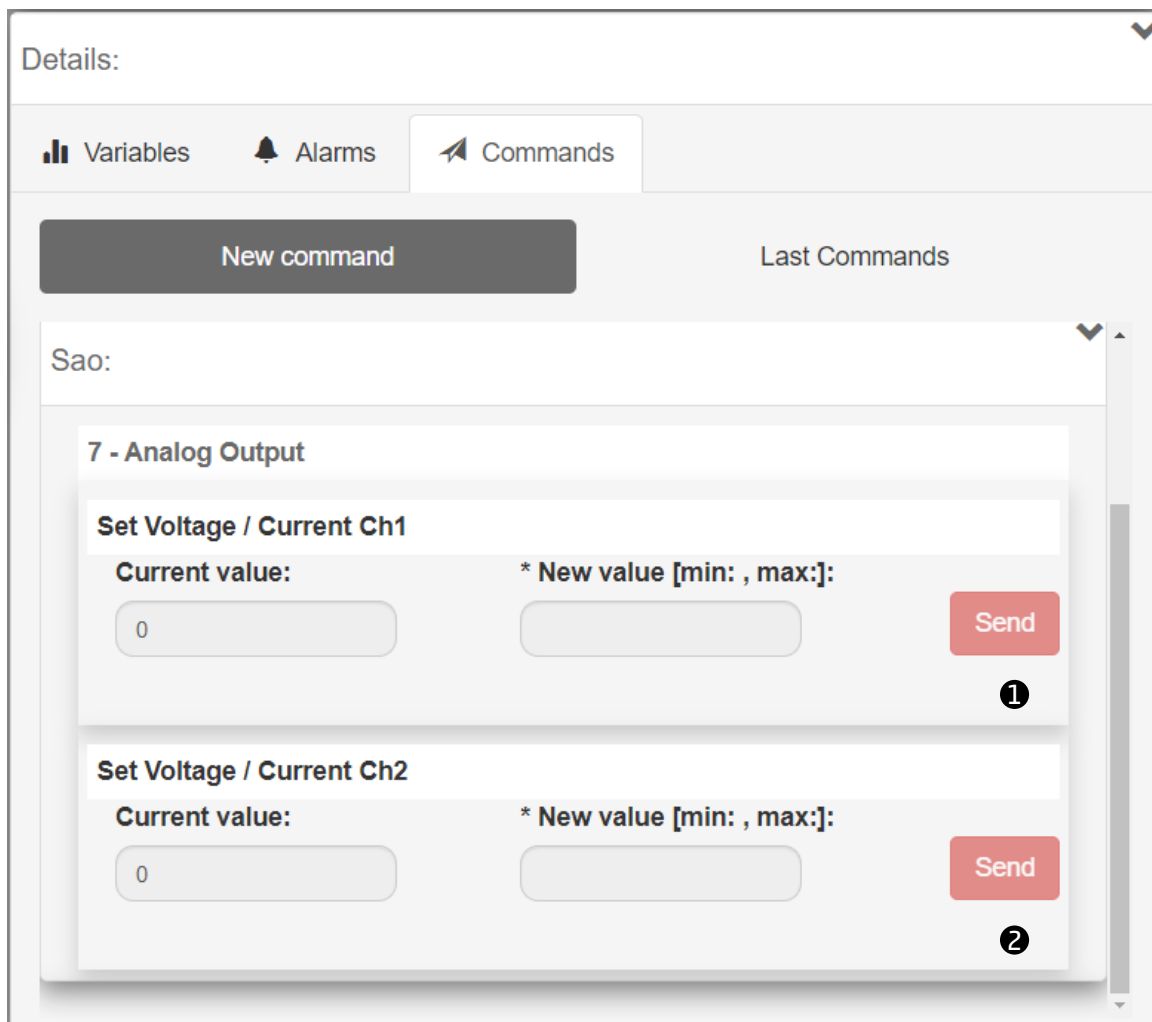 Details:
Variables Alarms Commands
New command Last Commands
Sao:
7 - Analog Output
Set Voltage / Current Ch1
Current value: * New value [min: , max:]:
0 Send
❶
Set Voltage / Current Ch2
Current value: * New value [min: , max:]:
0 Send
❷